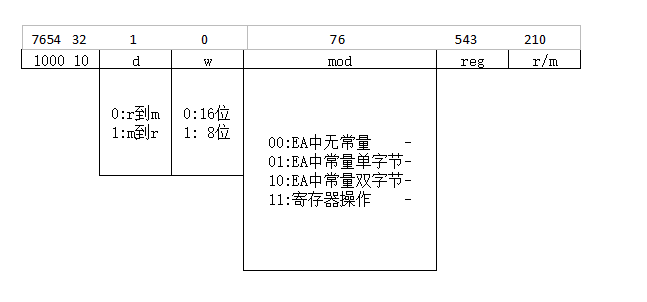 7654 32 1 0 76 543 210
1000 10 d w mod reg r/m
0:r到m 0:16位
1:m到r 1: 8位
00:EA中无常量 -
01:EA中常量单字节-
10:EA中常量双字节-
11:寄存器操作 -